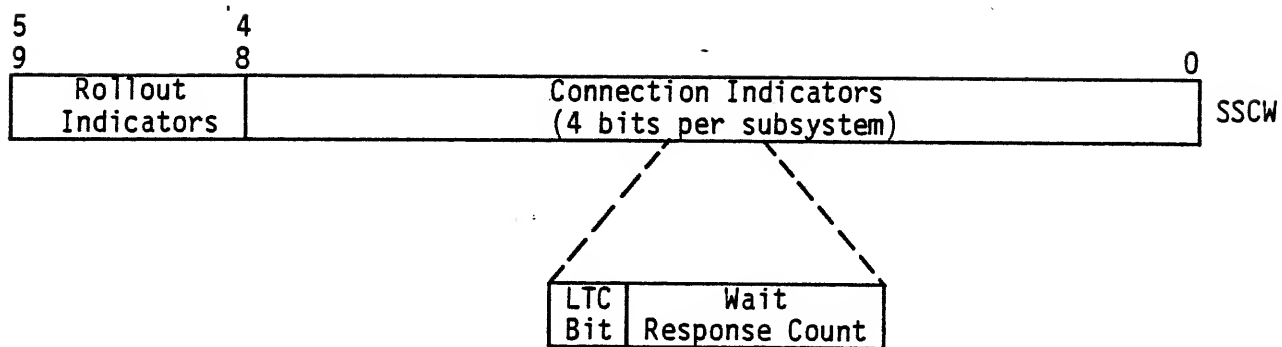 5 4
9 8 0
Rollout Connection Indicators
Indicators (4 bits per subsystem) SSCW
LTC Wait
Bit Response Count